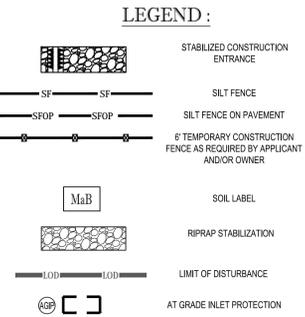 LEGEND :
STABILIZED CONSTRUCTION
ENTRANCE
SF SF
SILT FENCE
SFOP SFOP
SILT FENCE ON PAVEMENT
6' TEMPORARY CONSTRUCTION
FENCE AS REQUIRED BY APPLICANT
AND/OR OWNER
MaB
SOIL LABEL
RIPRAP STABILIZATION
LOD LOD
LIMIT OF DISTURBANCE
AGIP
AT GRADE INLET PROTECTION